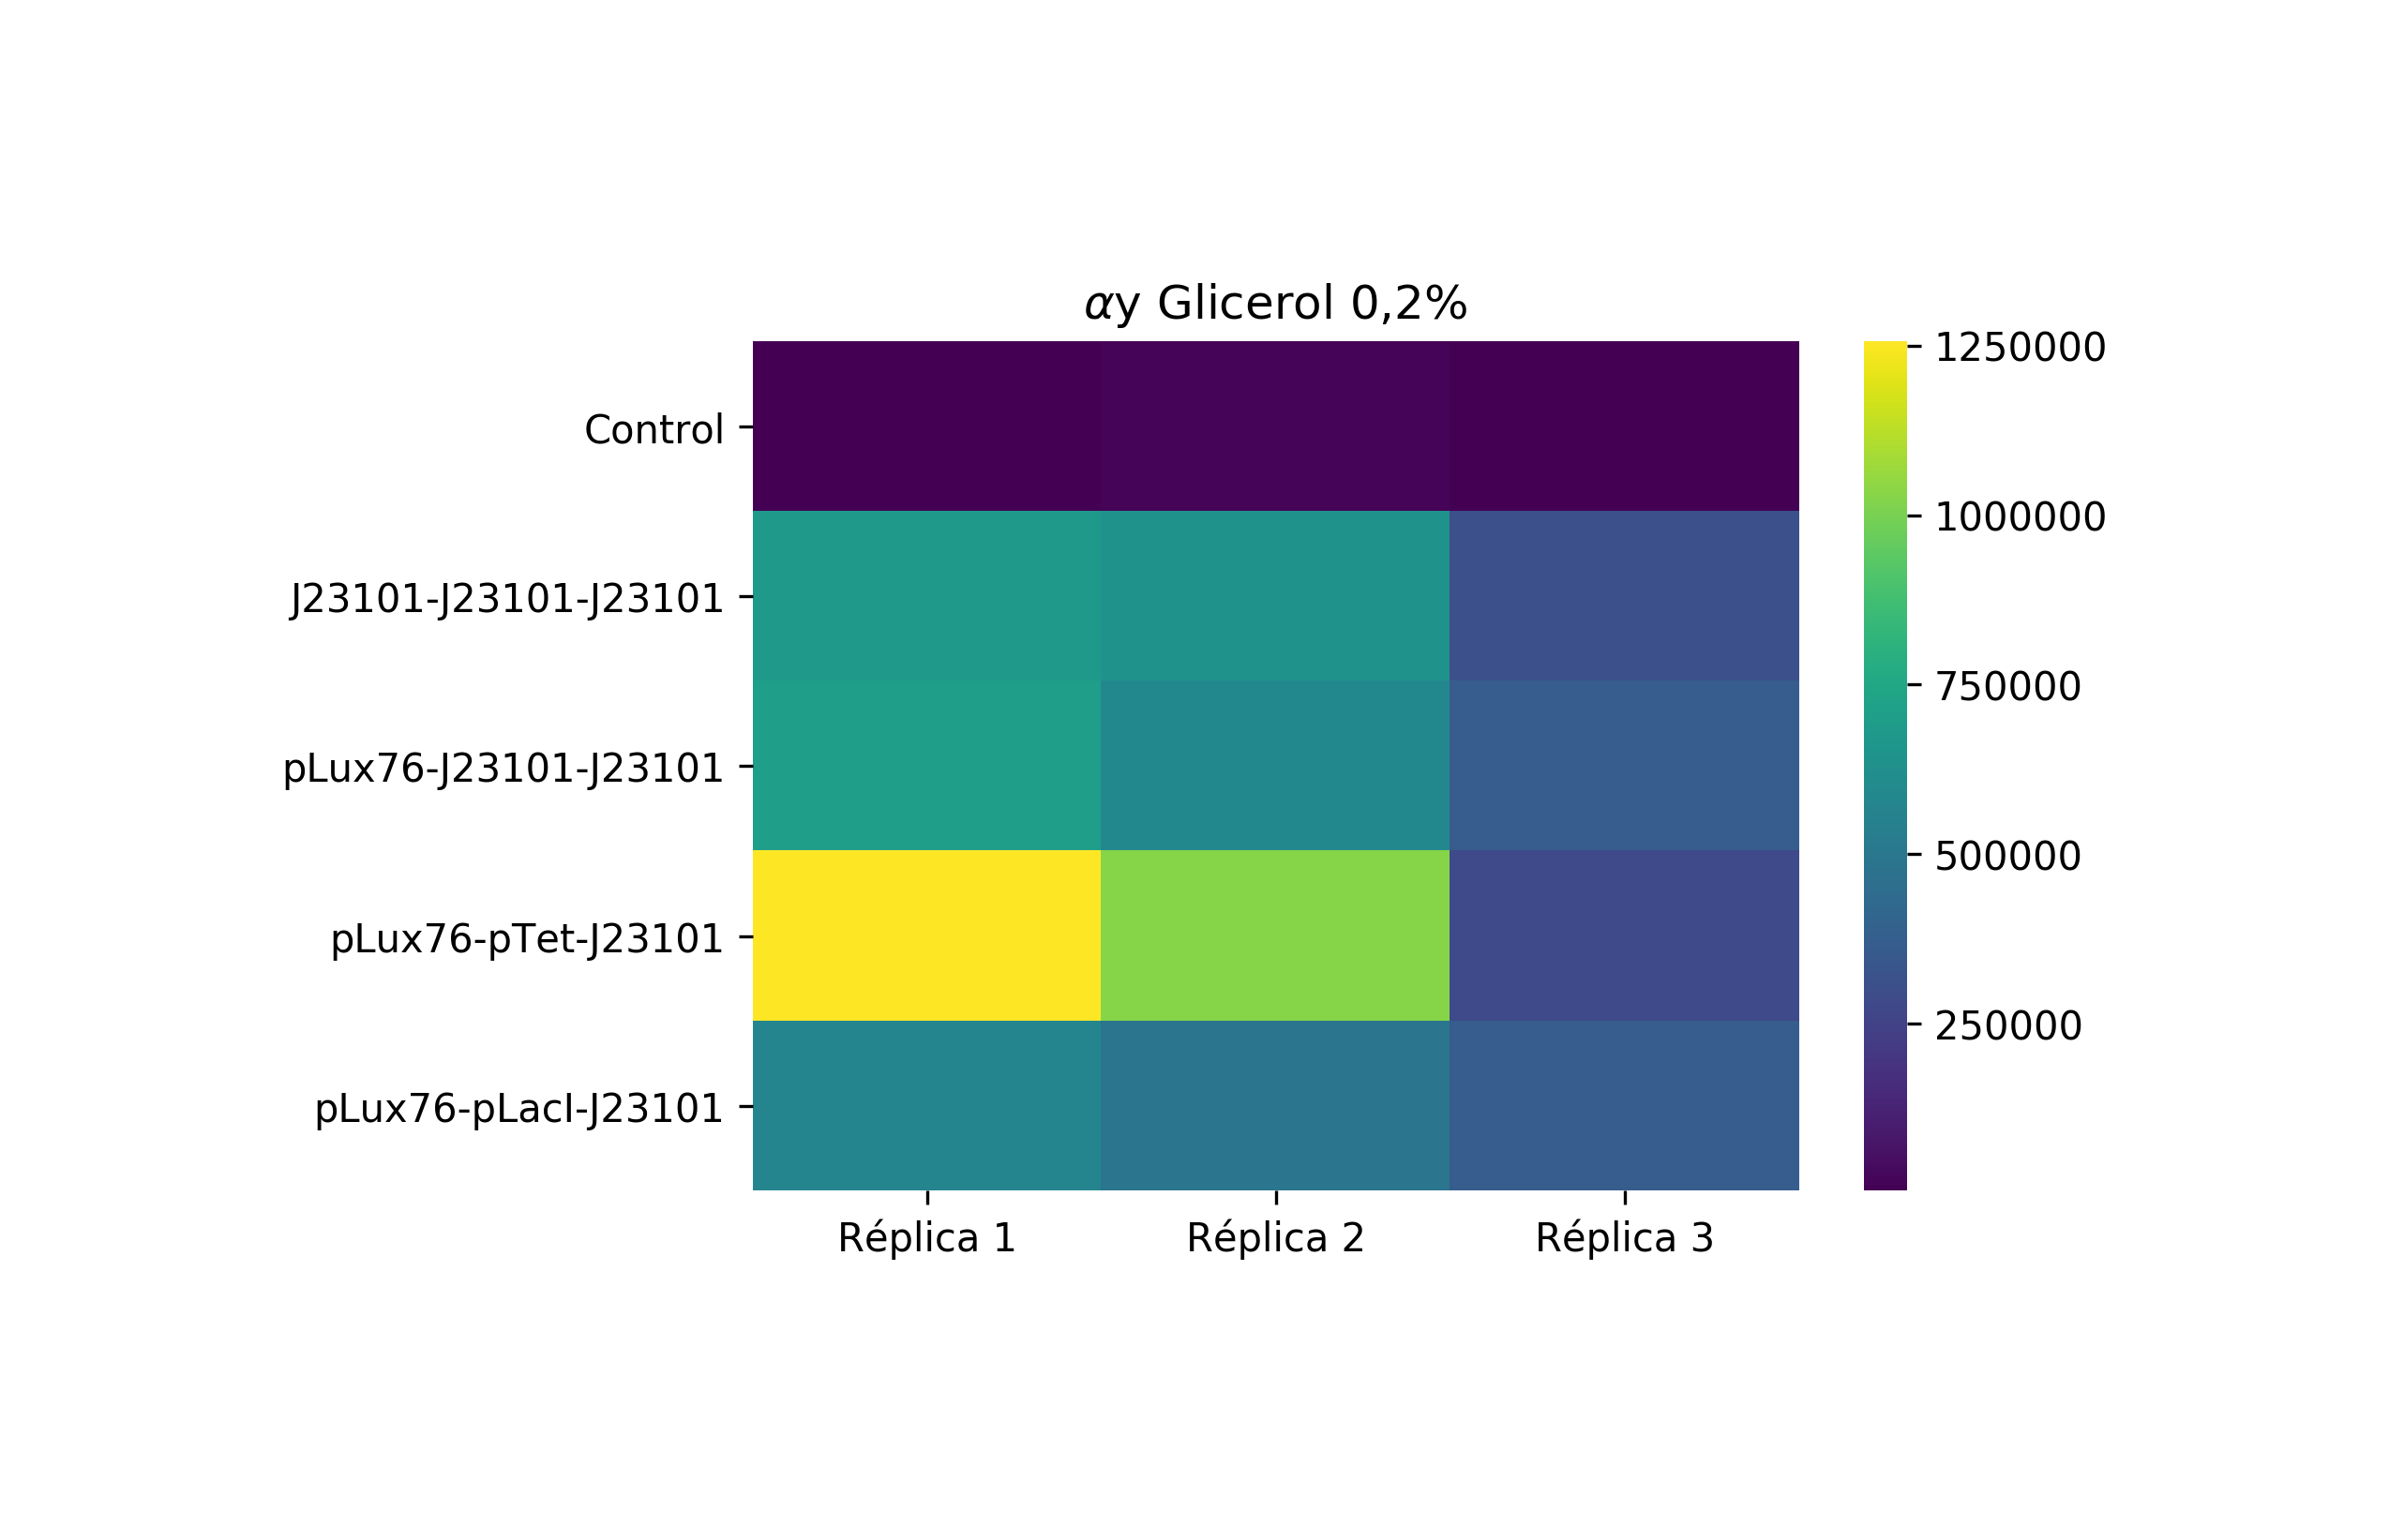 αy Glicerol 0,2%
Control
J23101-J23101-J23101
pLux76-J23101-J23101
pLux76-pTet-J23101
pLux76-pLacI-J23101
Réplica 1
Réplica 2
Réplica 3
1250000
1000000
750000
500000
250000